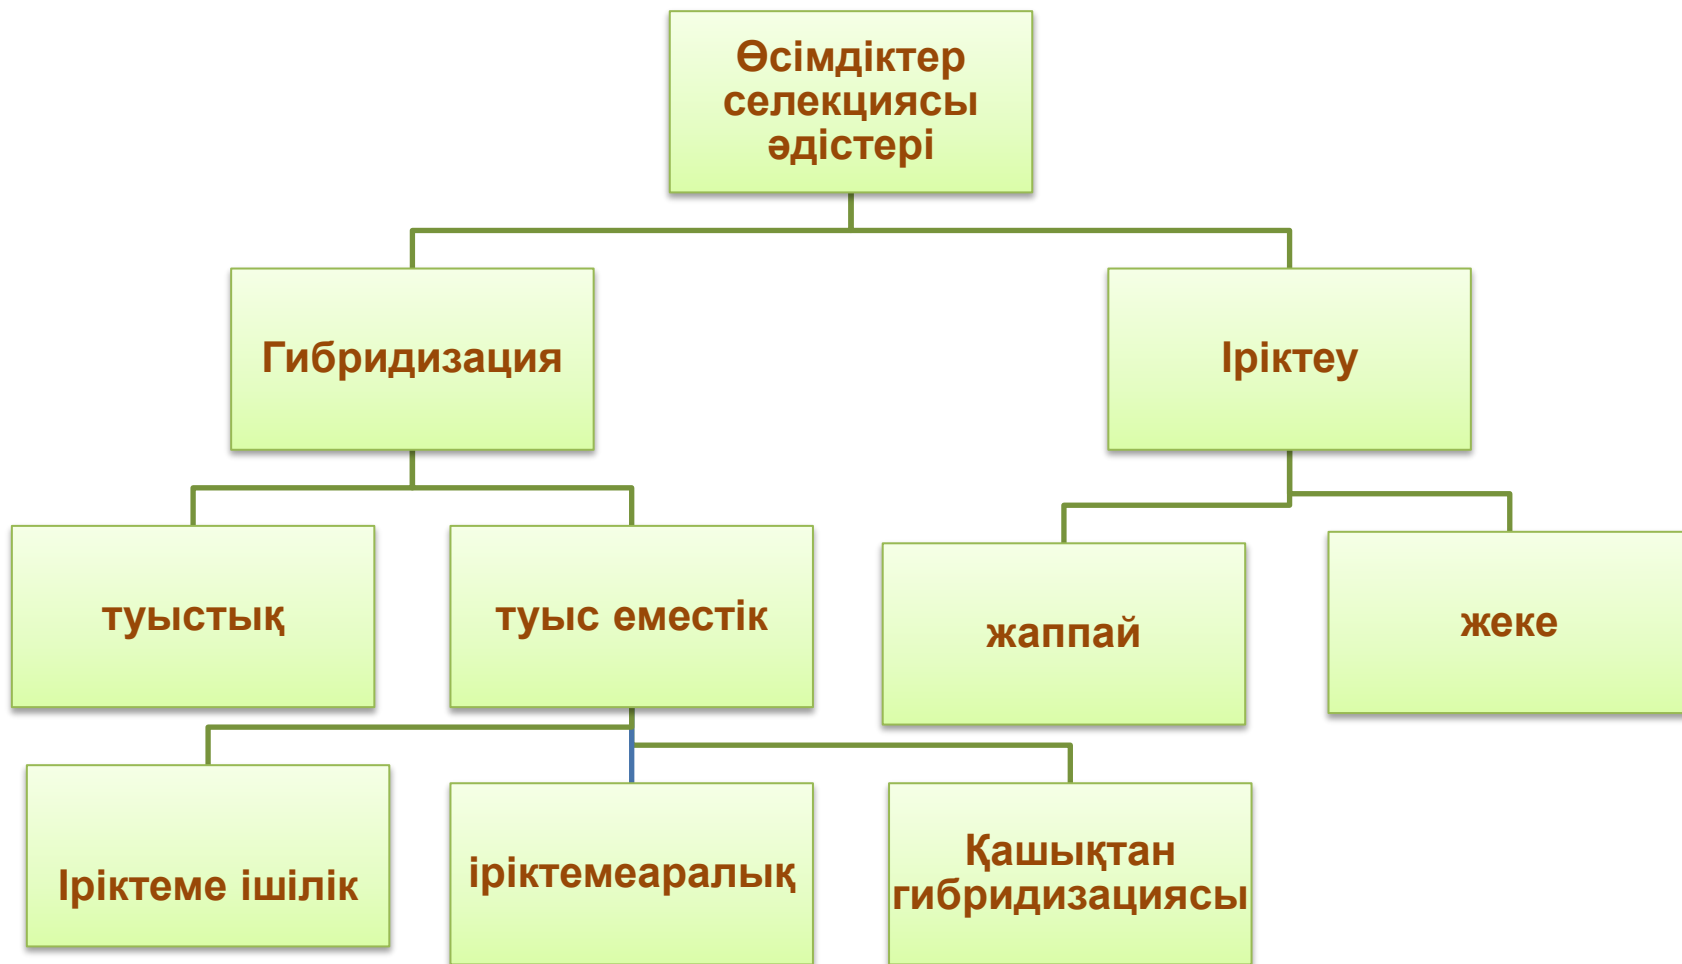 Өсімдіктер
селекциясы
әдістері
Гибридизация
Іріктеу
туыстық
туыс еместік
жаппай
жеке
Іріктеме ішілік
іріктемеаралық
Қашықтан
гибридизациясы